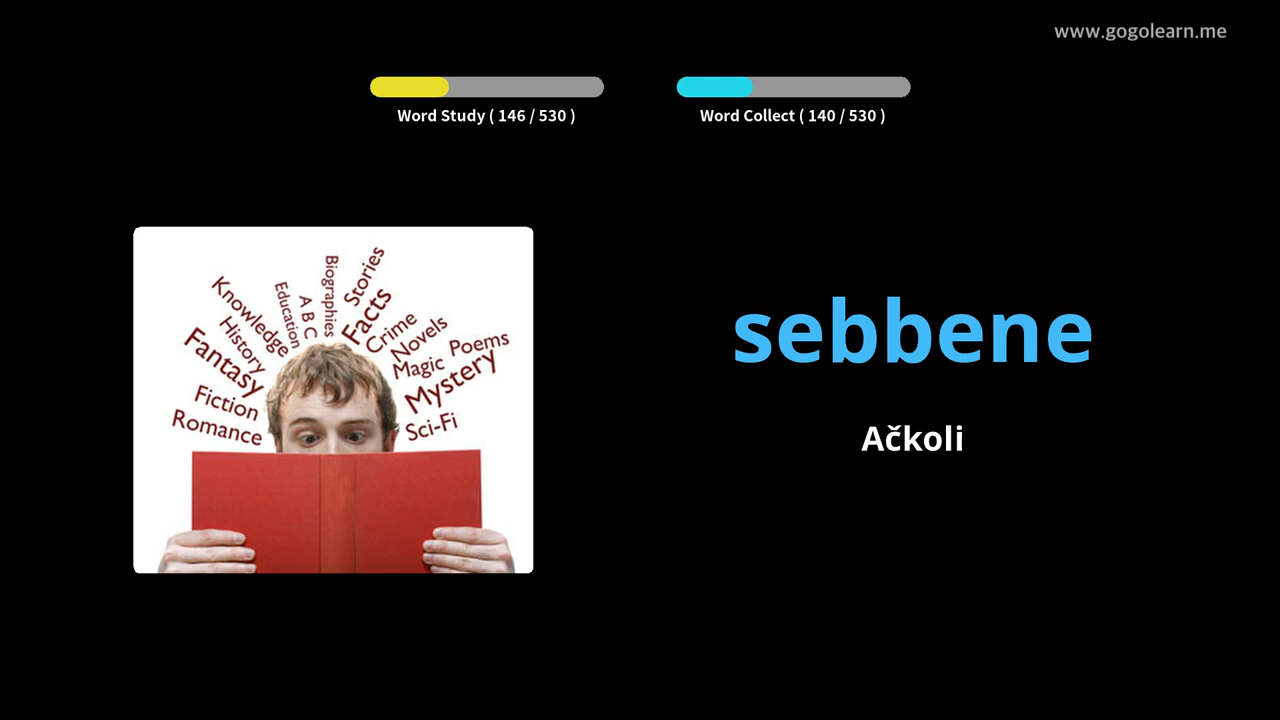 www.gogolearn.me
Word Study ( 146 / 530 )
Word Collect ( 140 / 530 )
Biographies
Stories
Facts
A B C
Education
Knowledge
History
Fantasy
Fiction
Romance
Crime
Novels
Magic
Poems
Mystery
Sci-Fi
sebbene
Ačkoli